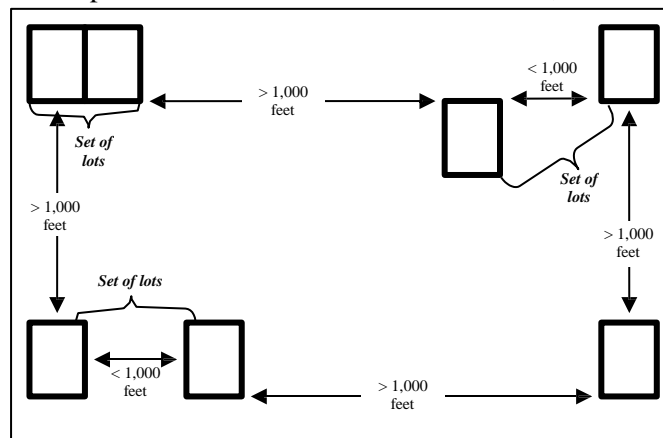 < 1,000
feet
> 1,000
feet
Set of
lots
Set of
lots
> 1,000
feet
> 1,000
feet
Set of lots
< 1,000
feet
> 1,000
feet